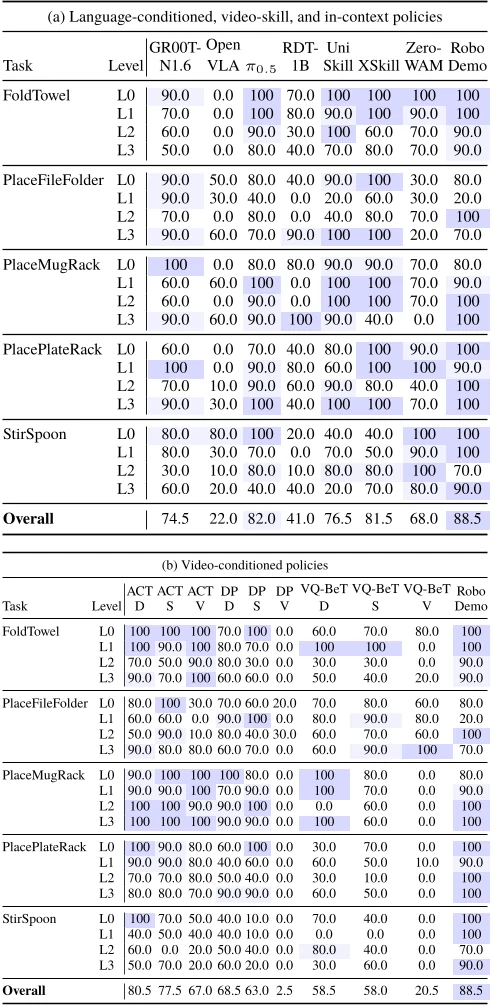 (a) Language-conditioned, video-skill, and in-context policies
GR00T- Open RDT- Uni Zero- Robo
Task Level N1.6 VLA π0.5 1B Skill XSkill WAM Demo
FoldTowel L0 90.0 0.0 100 70.0 100 100 100 100
L1 70.0 0.0 100 80.0 90.0 100 90.0 100
L2 60.0 0.0 90.0 30.0 100 60.0 70.0 90.0
L3 50.0 0.0 80.0 40.0 70.0 80.0 70.0 90.0
PlaceFileFolder L0 90.0 50.0 80.0 40.0 90.0 100 30.0 80.0
L1 90.0 30.0 40.0 0.0 20.0 60.0 30.0 20.0
L2 70.0 0.0 80.0 0.0 40.0 80.0 70.0 100
L3 90.0 60.0 70.0 90.0 100 100 20.0 70.0
PlaceMugRack L0 100 0.0 80.0 80.0 90.0 90.0 70.0 80.0
L1 60.0 60.0 100 0.0 100 100 70.0 90.0
L2 60.0 0.0 90.0 0.0 100 100 70.0 100
L3 90.0 60.0 90.0 100 90.0 40.0 0.0 100
PlacePlateRack L0 60.0 0.0 70.0 40.0 80.0 100 90.0 100
L1 100 0.0 90.0 80.0 60.0 100 100 90.0
L2 70.0 10.0 90.0 60.0 90.0 80.0 40.0 100
L3 90.0 30.0 100 40.0 100 100 70.0 100
StirSpoon L0 80.0 80.0 100 20.0 40.0 40.0 100 100
L1 80.0 30.0 70.0 0.0 70.0 50.0 90.0 100
L2 30.0 10.0 80.0 10.0 80.0 80.0 100 70.0
L3 60.0 20.0 40.0 40.0 20.0 70.0 80.0 90.0
Overall 74.5 22.0 82.0 41.0 76.5 81.5 68.0 88.5
(b) Video-conditioned policies
ACT ACT ACT DP DP DP VQ-BeT VQ-BeT VQ-BeT Robo
Task Level D S V D S V D S V Demo
FoldTowel L0 100 100 100 70.0 100 0.0 60.0 70.0 80.0 100
L1 100 90.0 100 80.0 70.0 0.0 100 100 0.0 100
L2 70.0 50.0 90.0 80.0 30.0 0.0 30.0 30.0 0.0 90.0
L3 90.0 70.0 100 60.0 60.0 0.0 50.0 40.0 20.0 90.0
PlaceFileFolder L0 80.0 100 30.0 70.0 60.0 20.0 70.0 80.0 60.0 80.0
L1 60.0 60.0 0.0 90.0 100 0.0 80.0 90.0 80.0 20.0
L2 50.0 90.0 10.0 80.0 40.0 30.0 60.0 70.0 60.0 100
L3 90.0 80.0 80.0 60.0 70.0 0.0 60.0 90.0 100 70.0
PlaceMugRack L0 90.0 100 100 100 80.0 0.0 100 80.0 0.0 80.0
L1 90.0 90.0 100 70.0 90.0 0.0 100 70.0 0.0 90.0
L2 100 100 90.0 90.0 100 0.0 0.0 60.0 0.0 100
L3 100 100 100 90.0 90.0 0.0 100 60.0 0.0 100
PlacePlateRack L0 100 90.0 80.0 60.0 100 0.0 30.0 70.0 0.0 100
L1 90.0 90.0 80.0 40.0 60.0 0.0 60.0 50.0 10.0 90.0
L2 70.0 70.0 80.0 50.0 40.0 0.0 30.0 10.0 0.0 100
L3 80.0 80.0 70.0 90.0 90.0 0.0 60.0 50.0 0.0 100
StirSpoon L0 100 70.0 50.0 40.0 10.0 0.0 70.0 40.0 0.0 100
L1 40.0 50.0 40.0 40.0 10.0 0.0 0.0 0.0 0.0 100
L2 60.0 0.0 20.0 50.0 40.0 0.0 80.0 40.0 0.0 70.0
L3 50.0 70.0 20.0 60.0 20.0 0.0 30.0 60.0 0.0 90.0
Overall 80.5 77.5 67.0 68.5 63.0 2.5 58.5 58.0 20.5 88.5